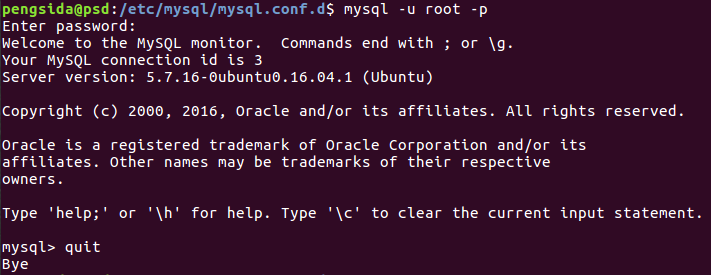 pengsida@psd:/etc/mysql/mysql.conf.d$ mysql -u root -p
Enter password:
Welcome to the MySQL monitor.  Commands end with ; or \g.
Your MySQL connection id is 3
Server version: 5.7.16-0ubuntu0.16.04.1 (Ubuntu)
Copyright (c) 2000, 2016, Oracle and/or its affiliates. All rights reserved.
Oracle is a registered trademark of Oracle Corporation and/or its
affiliates. Other names may be trademarks of their respective
owners.
Type 'help;' or '\h' for help. Type '\c' to clear the current input statement.
mysql> quit
Bye